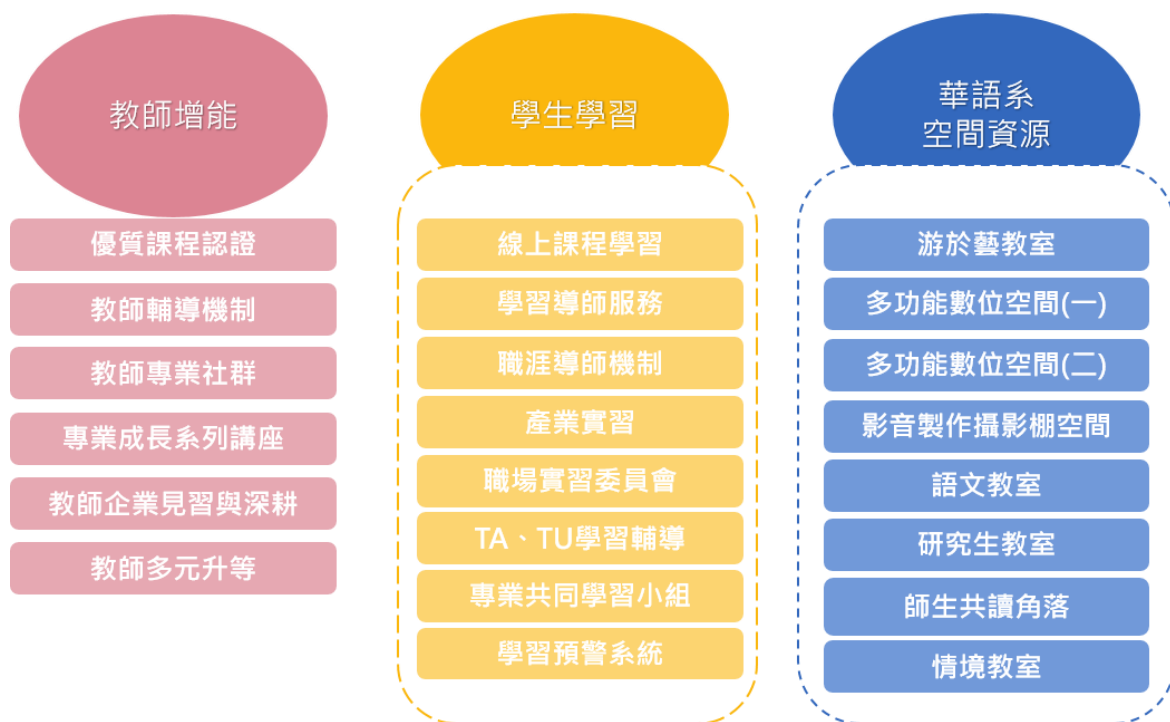 教師增能
優質課程認證
教師輔導機制
教師專業社群
專業成長系列講座
教師企業見習與深耕
教師多元升等
學生學習
線上課程學習
學習導師服務
職涯導師機制
產業實習
職場實習委員會
TA、TU學習輔導
專業共同學習小組
學習預警系統
華語系
空間資源
游於藝教室
多功能數位空間(一)
多功能數位空間(二)
影音製作攝影棚空間
語文教室
研究生教室
師生共讀角落
情境教室